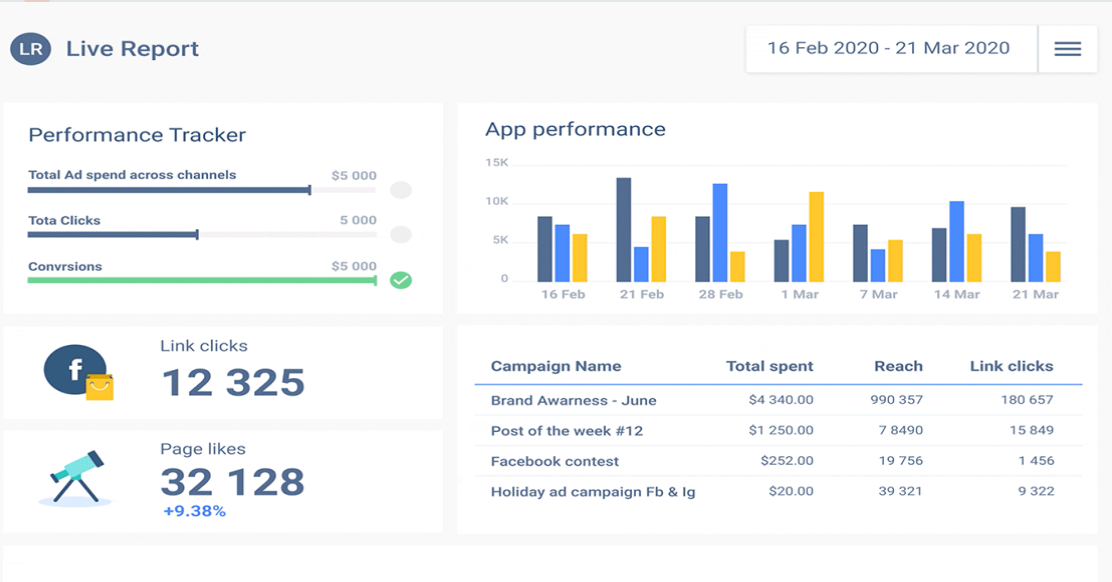 LR Live Report
16 Feb 2020 - 21 Mar 2020
Performance Tracker
Total Ad spend across channels $5 000
Tota Clicks 5 000
Convrsions $5 000
App performance
15K
10K
5K
0
16 Feb 21 Feb 28 Feb 1 Mar 7 Mar 14 Mar 21 Mar
f
Link clicks
12 325
Page likes
32 128
+9.38%
Campaign Name Total spent Reach Link clicks
Brand Awarness - June $4 340.00 990 357 180 657
Post of the week #12 $1 250.00 7 8490 15 849
Facebook contest $252.00 19 756 1 456
Holiday ad campaign Fb & Ig $20.00 39 321 9 322